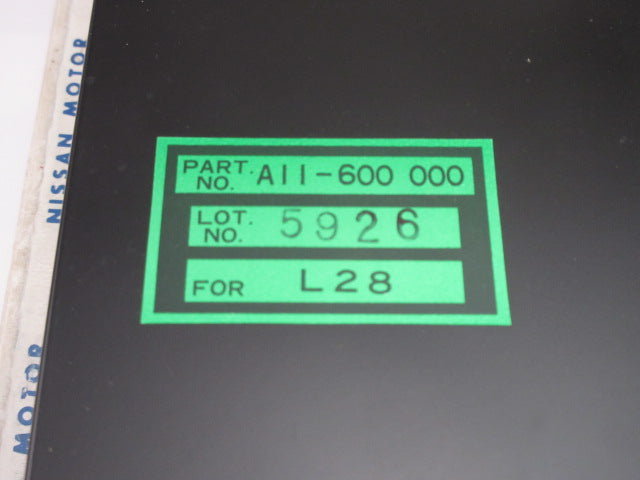 NISSAN MOTOR
MOTOR
PART. NO. A11-600 000
LOT. NO. 5926
FOR L28